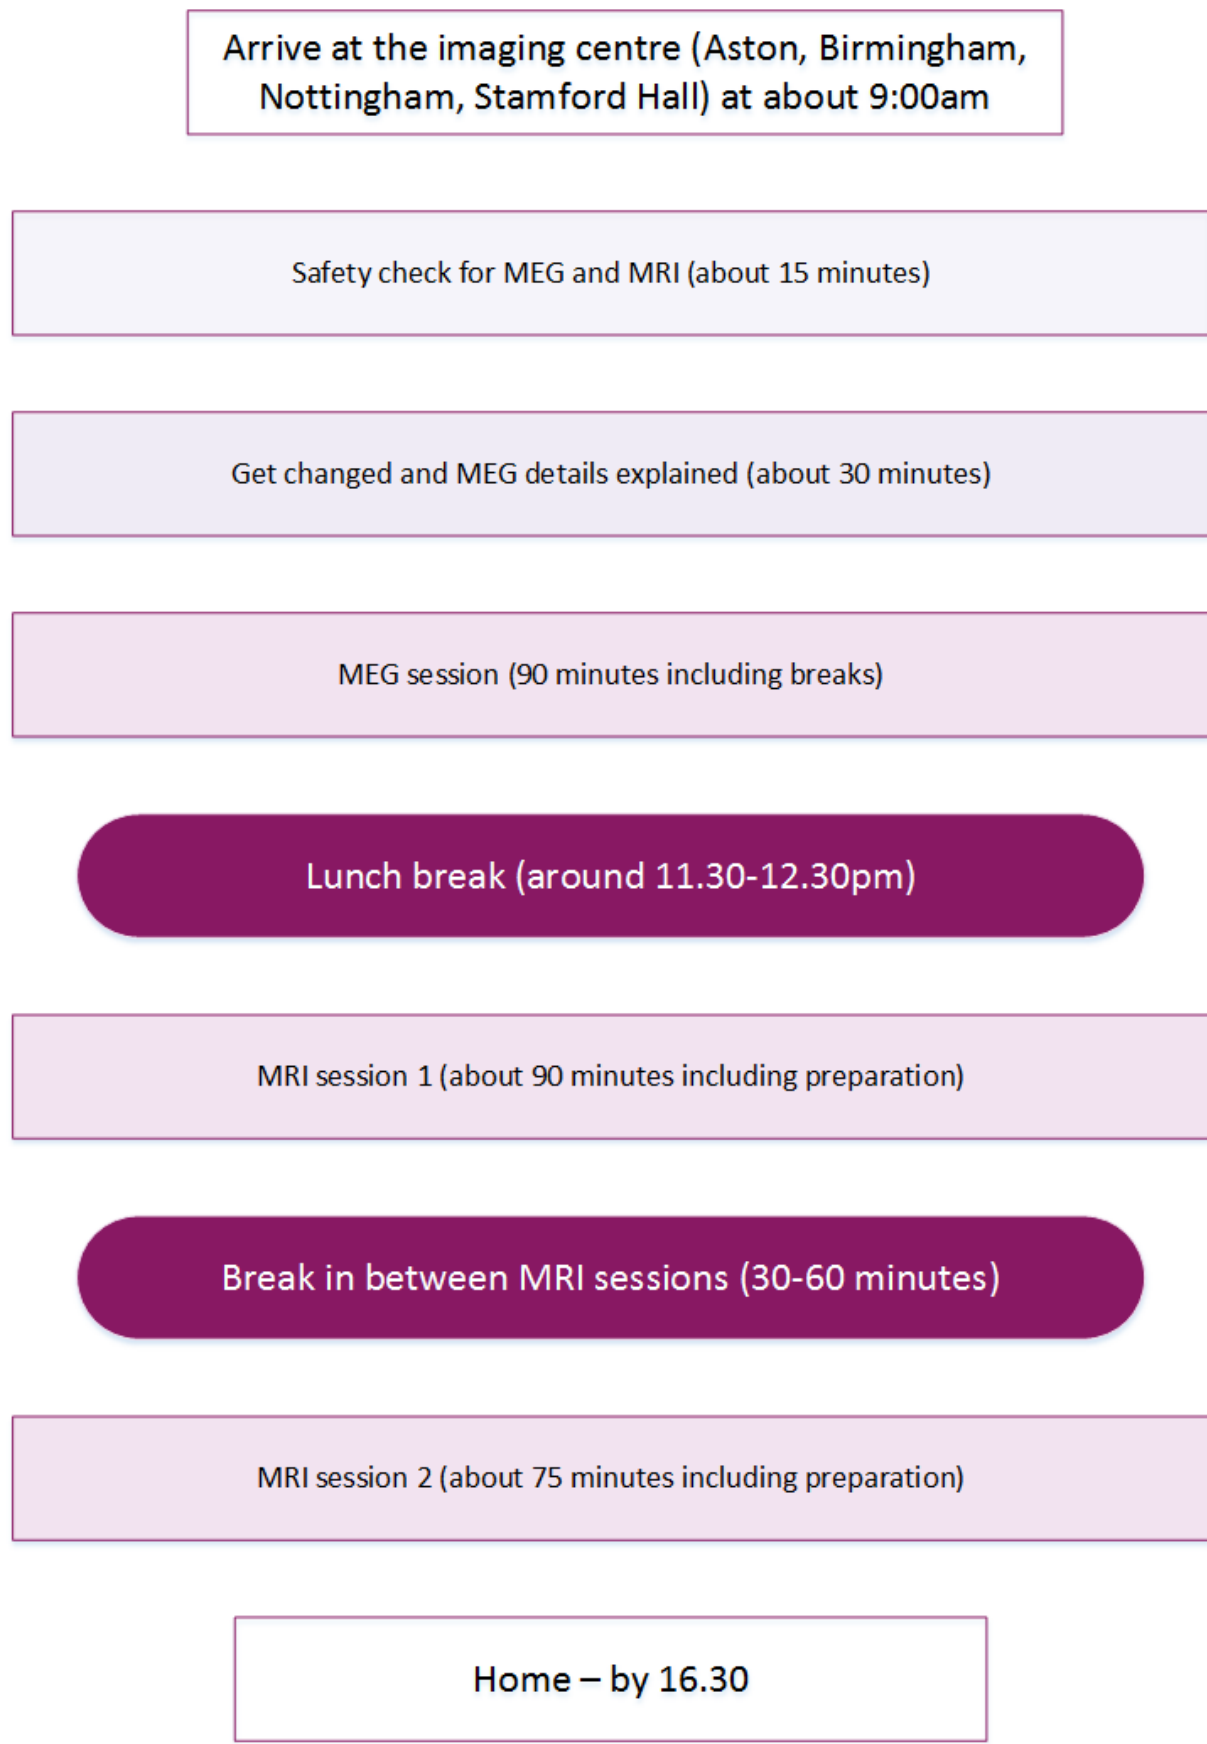 Arrive at the imaging centre (Aston, Birmingham,
Nottingham, Stamford Hall) at about 9:00am
Safety check for MEG and MRI (about 15 minutes)
Get changed and MEG details explained (about 30 minutes)
MEG session (90 minutes including breaks)
Lunch break (around 11.30-12.30pm)
MRI session 1 (about 90 minutes including preparation)
Break in between MRI sessions (30-60 minutes)
MRI session 2 (about 75 minutes including preparation)
Home – by 16.30